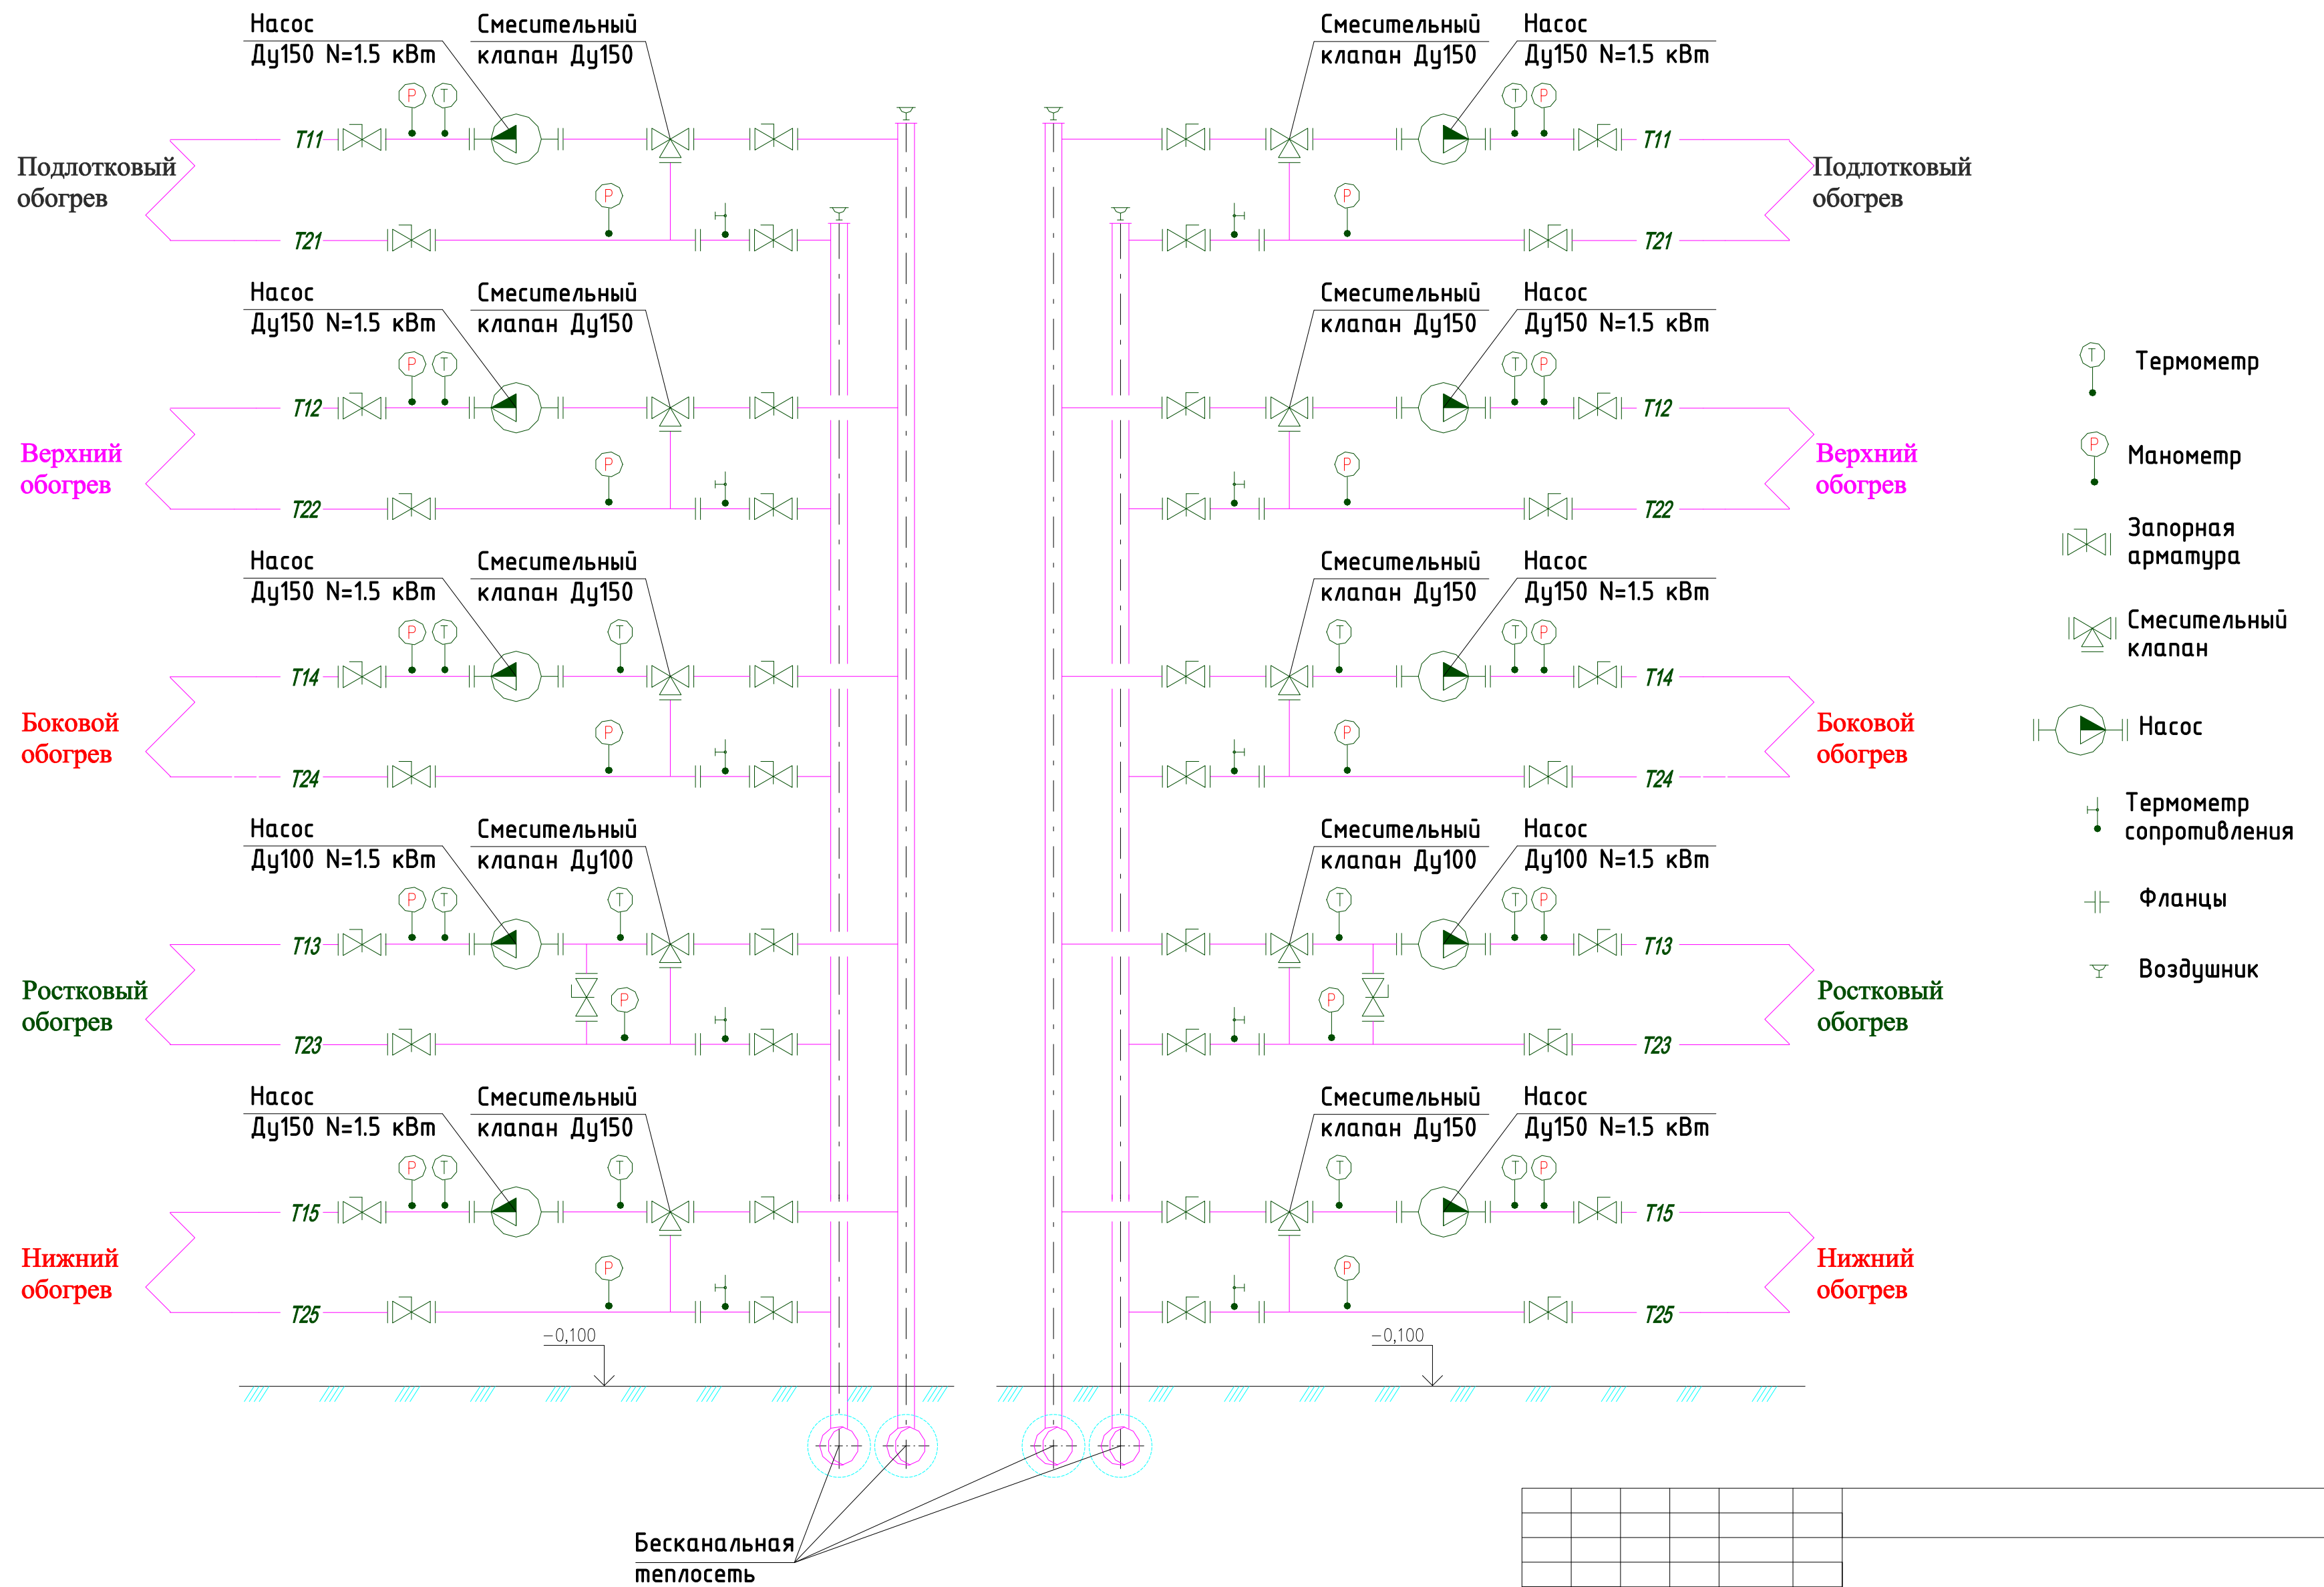 Насос
Ду150 N=1.5 кВт
Смесительный
клапан Ду150
Смесительный
клапан Ду150
Насос
Ду150 N=1.5 кВт
P
T
T
P
T11
T11
Подлотковый
обогрев
Подлотковый
обогрев
P
P
T21
T21
Насос
Ду150 N=1.5 кВт
Смесительный
клапан Ду150
Смесительный
клапан Ду150
Насос
Ду150 N=1.5 кВт
P
T
T
P
T12
T12
Верхний
обогрев
Верхний
обогрев
P
P
T22
T22
Насос
Ду150 N=1.5 кВт
Смесительный
клапан Ду150
Смесительный
клапан Ду150
Насос
Ду150 N=1.5 кВт
P
T
T
T
T
P
T14
T14
Боковой
обогрев
Боковой
обогрев
P
P
T24
T24
Насос
Ду100 N=1.5 кВт
Смесительный
клапан Ду100
Смесительный
клапан Ду100
Насос
Ду100 N=1.5 кВт
P
T
T
T
T
P
T13
T13
Ростковый
обогрев
Ростковый
обогрев
P
P
T23
T23
Насос
Ду150 N=1.5 кВт
Смесительный
клапан Ду150
Смесительный
клапан Ду150
Насос
Ду150 N=1.5 кВт
P
T
T
T
T
P
T15
T15
Нижний
обогрев
Нижний
обогрев
P
P
T25
T25
-0,100
-0,100
Бесканальная
теплосеть
T
Термометр
P
Манометр
Запорная
арматура
Смесительный
клапан
Насос
Термометр
сопротивления
Фланцы
Воздушник